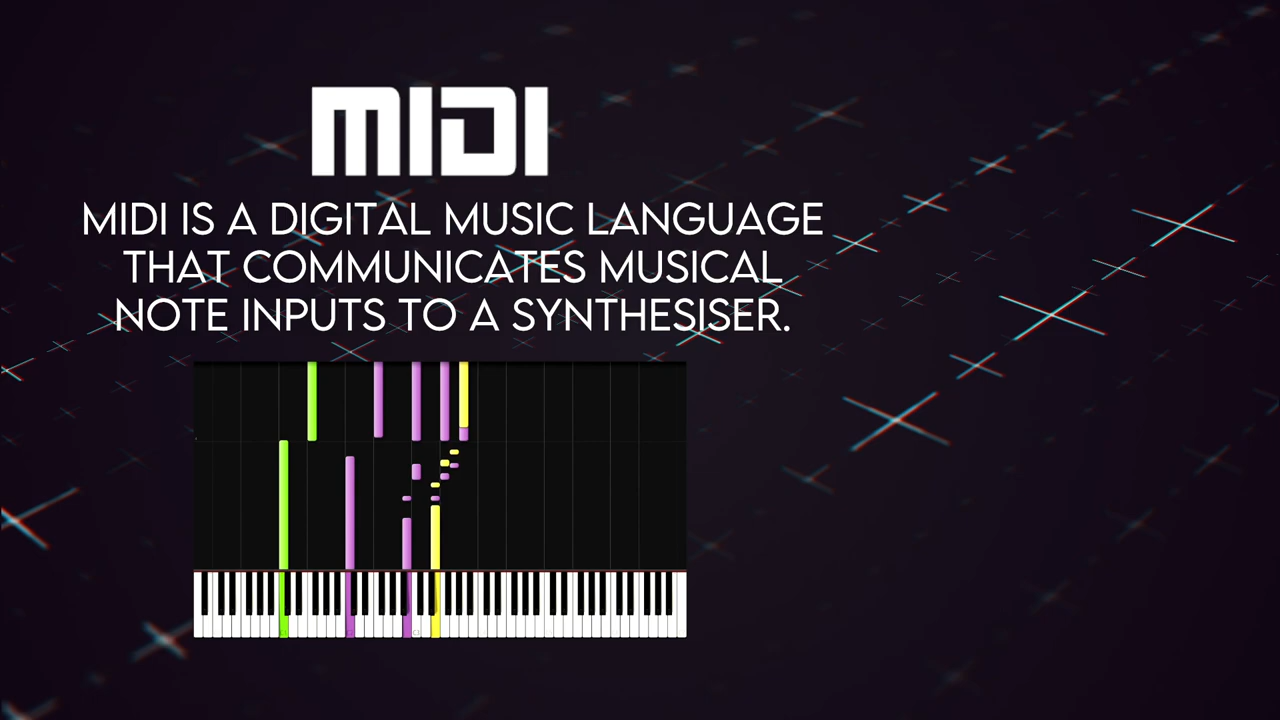 MIDI
MIDI IS A DIGITAL MUSIC LANGUAGE
THAT COMMUNICATES MUSICAL
NOTE INPUTS TO A SYNTHESISER.